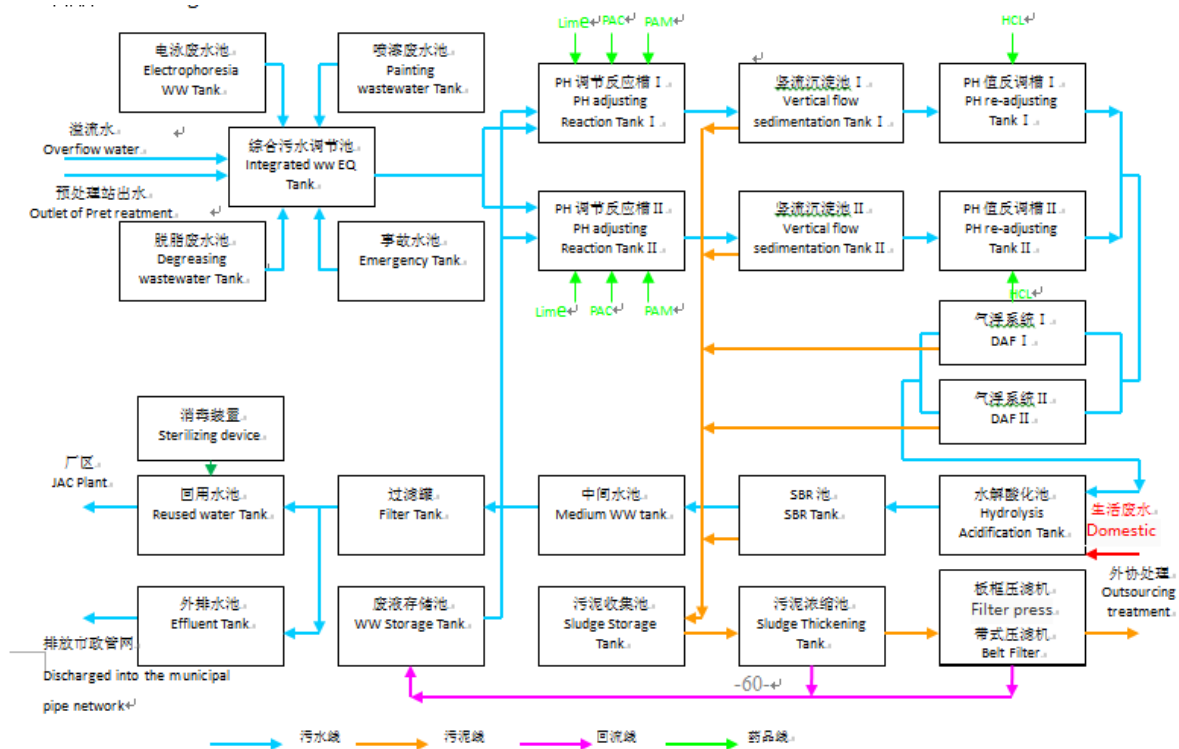 Lime PAC PAM
HCL
电泳废水池
Electrophoresia
WW Tank
喷漆废水池
Painting
wastewater Tank
PH 调节反应槽 I
PH adjusting
Reaction Tank I
竖流沉淀池 I
Vertical flow
sedimentation Tank I
PH 值反调槽 I
PH re-adjusting
Tank I
溢流水
Overflow water
综合污水调节池
Integrated ww EQ
Tank
预处理站出水
Outlet of Pret reatment
脱脂废水池
Degreasing
wastewater Tank
事故水池
Emergency Tank
PH 调节反应槽 II
PH adjusting
Reaction Tank II
竖流沉淀池 II
Vertical flow
sedimentation Tank II
PH 值反调槽 II
PH re-adjusting
Tank II
Lime PAC PAM
HCL
气浮系统 I
DAF I
气浮系统 II
DAF II
消毒装置
Sterilizing device
厂区
JAC Plant
回用水池
Reused water Tank
过滤罐
Filter Tank
中间水池
Medium WW tank
SBR 池
SBR Tank
水解酸化池
Hydrolysis
Acidification Tank
生活废水
Domestic
外排水池
Effluent Tank
废液存储池
WW Storage Tank
污泥收集池
Sludge Storage
Tank
污泥浓缩池
Sludge Thickening
Tank
板框压滤机
Filter press
带式压滤机
Belt Filter
外协处理
Outsourcing
treatment
排放市政管网
Discharged into the municipal
pipe network
-60-
污水线 污泥线 回流线 药品线